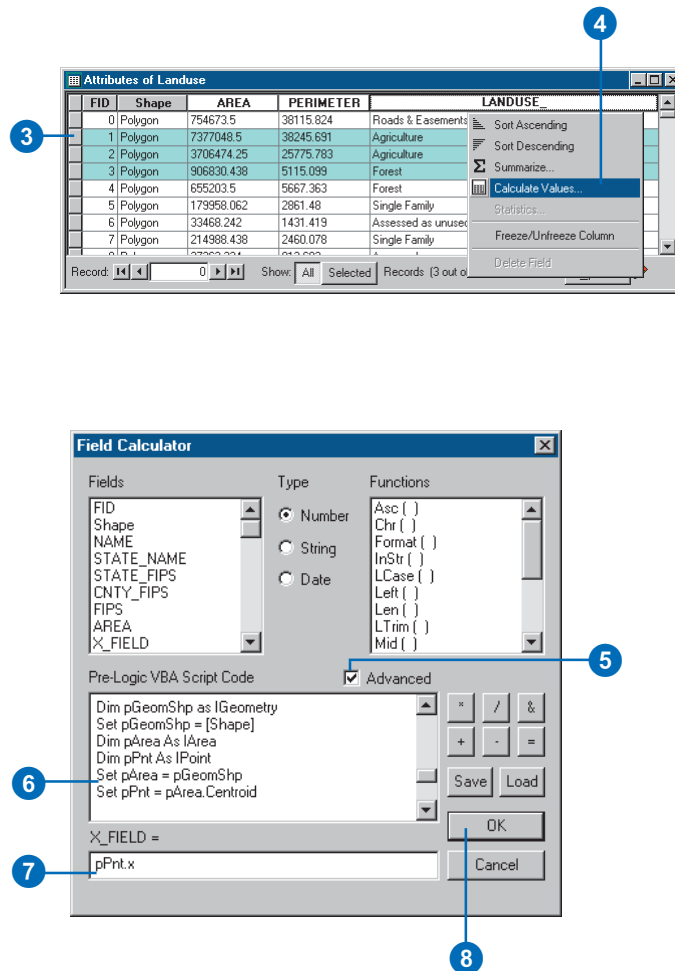 4
Attributes of Landuse
FID Shape AREA PERIMETER LANDUSE_
3
0 Polygon 754673.5 38115.824 Roads & Easements
1 Polygon 7377048.5 38245.691 Agriculture
2 Polygon 3706474.25 25775.783 Agriculture
3 Polygon 906830.438 5115.099 Forest
4 Polygon 655203.5 5667.363 Forest
5 Polygon 179958.062 2861.48 Single Family
6 Polygon 33468.242 1431.419 Assessed as unused
7 Polygon 214988.438 2460.078 Single Family
Sort Ascending
Sort Descending
Σ Summarize...
Calculate Values...
Statistics...
Freeze/Unfreeze Column
Delete Field
Record: 0 Show: All Selected Records (3 out o
Field Calculator
Fields Type Functions
FID
Shape
NAME
STATE_NAME
STATE_FIPS
CNTY_FIPS
FIPS
AREA
X_FIELD
Number
String
Date
Asc ( )
Chr ( )
Format ( )
InStr ( )
LCase ( )
Left ( )
Len ( )
LTrim ( )
Mid ( )
5
Pre-Logic VBA Script Code Advanced
Dim pGeomShp as IGeometry
Set pGeomShp = [Shape]
Dim pArea As IArea
Dim pPnt As IPoint
Set pArea = pGeomShp
Set pPnt = pArea.Centroid
* / &
+ - =
6
Save Load
OK
X_FIELD =
7
pPnt.x
Cancel
8